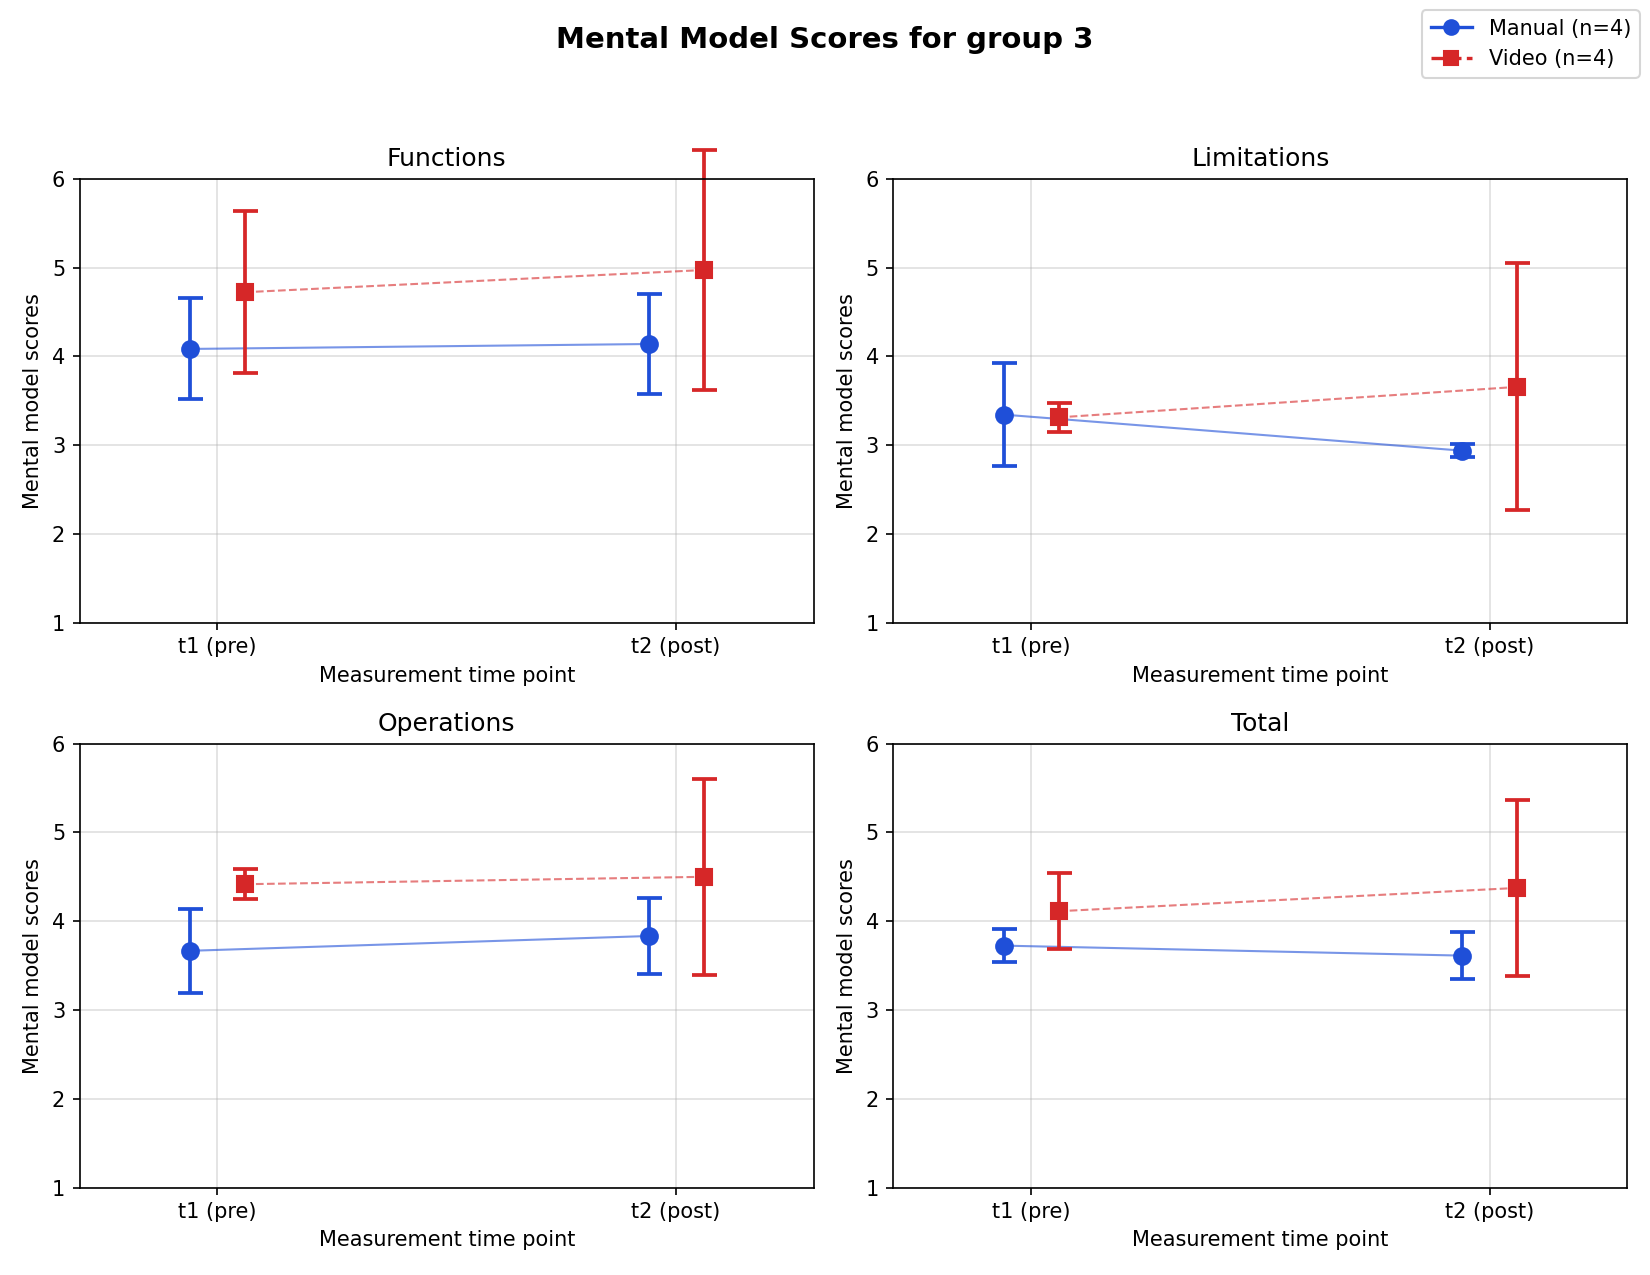 Mental Model Scores for group 3
Manual (n=4)
Video (n=4)
Functions
6
5
4
3
2
1
Mental model scores
t1 (pre)
t2 (post)
Measurement time point
Limitations
6
5
4
3
2
1
Mental model scores
t1 (pre)
t2 (post)
Measurement time point
Operations
6
5
4
3
2
1
Mental model scores
t1 (pre)
t2 (post)
Measurement time point
Total
6
5
4
3
2
1
Mental model scores
t1 (pre)
t2 (post)
Measurement time point